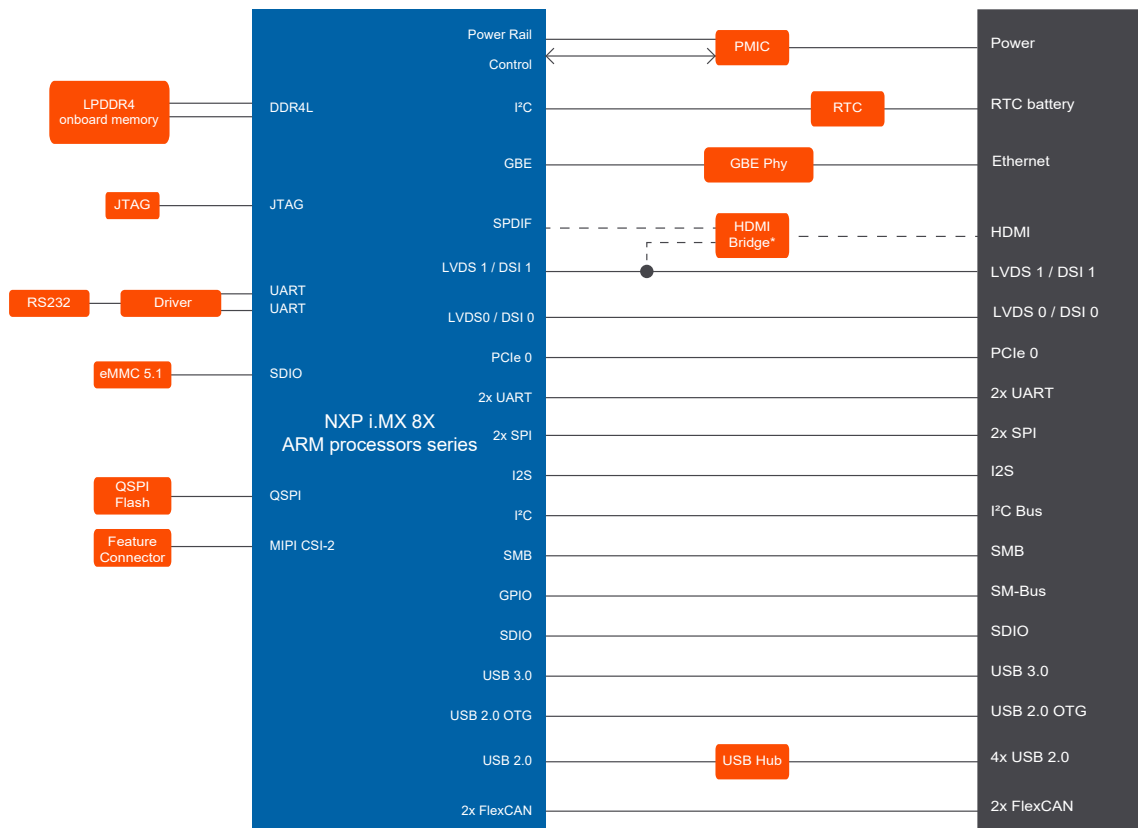 Power Rail
PMIC
Power
Control
LPDDR4
onboard memory
DDR4L
I²C
RTC
RTC battery
GBE
GBE Phy
Ethernet
JTAG
JTAG
SPDIF
HDMI
Bridge*
HDMI
LVDS 1 / DSI 1
LVDS 1 / DSI 1
RS232
Driver
UART
UART
LVDS0 / DSI 0
LVDS 0 / DSI 0
PCIe 0
PCIe 0
eMMC 5.1
SDIO
2x UART
2x UART
NXP i.MX 8X
ARM processors series
2x SPI
2x SPI
I2S
I2S
QSPI
Flash
QSPI
I²C
I²C Bus
Feature
Connector
MIPI CSI-2
SMB
SMB
GPIO
SM-Bus
SDIO
SDIO
USB 3.0
USB 3.0
USB 2.0 OTG
USB 2.0 OTG
USB 2.0
USB Hub
4x USB 2.0
2x FlexCAN
2x FlexCAN